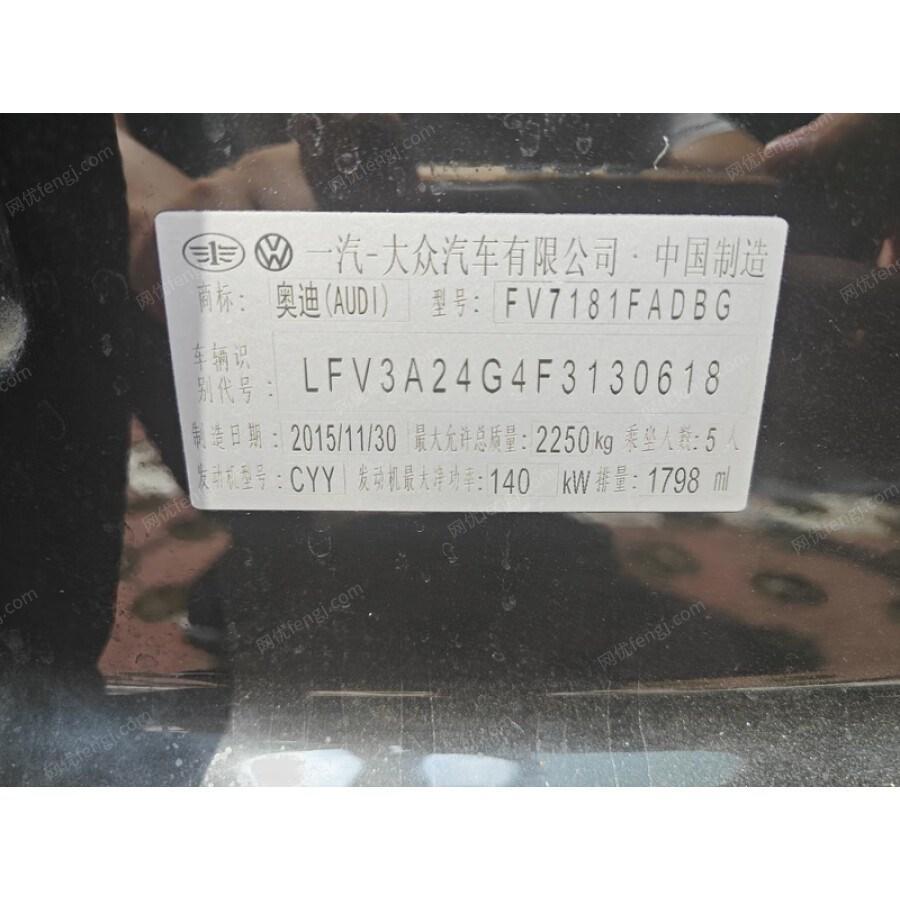 一汽-大众汽车有限公司·中国制造
商标: 奥迪(AUDI) 型号: FV7181FADBG
车辆识别代号: LFV3A24G4F3130618
制造日期: 2015/11/30 最大允许总质量: 2250kg 乘坐人数: 5人
发动机型号: CYY 发动机最大净功率: 140 kW 排量: 1798 ml
网优fengj.com